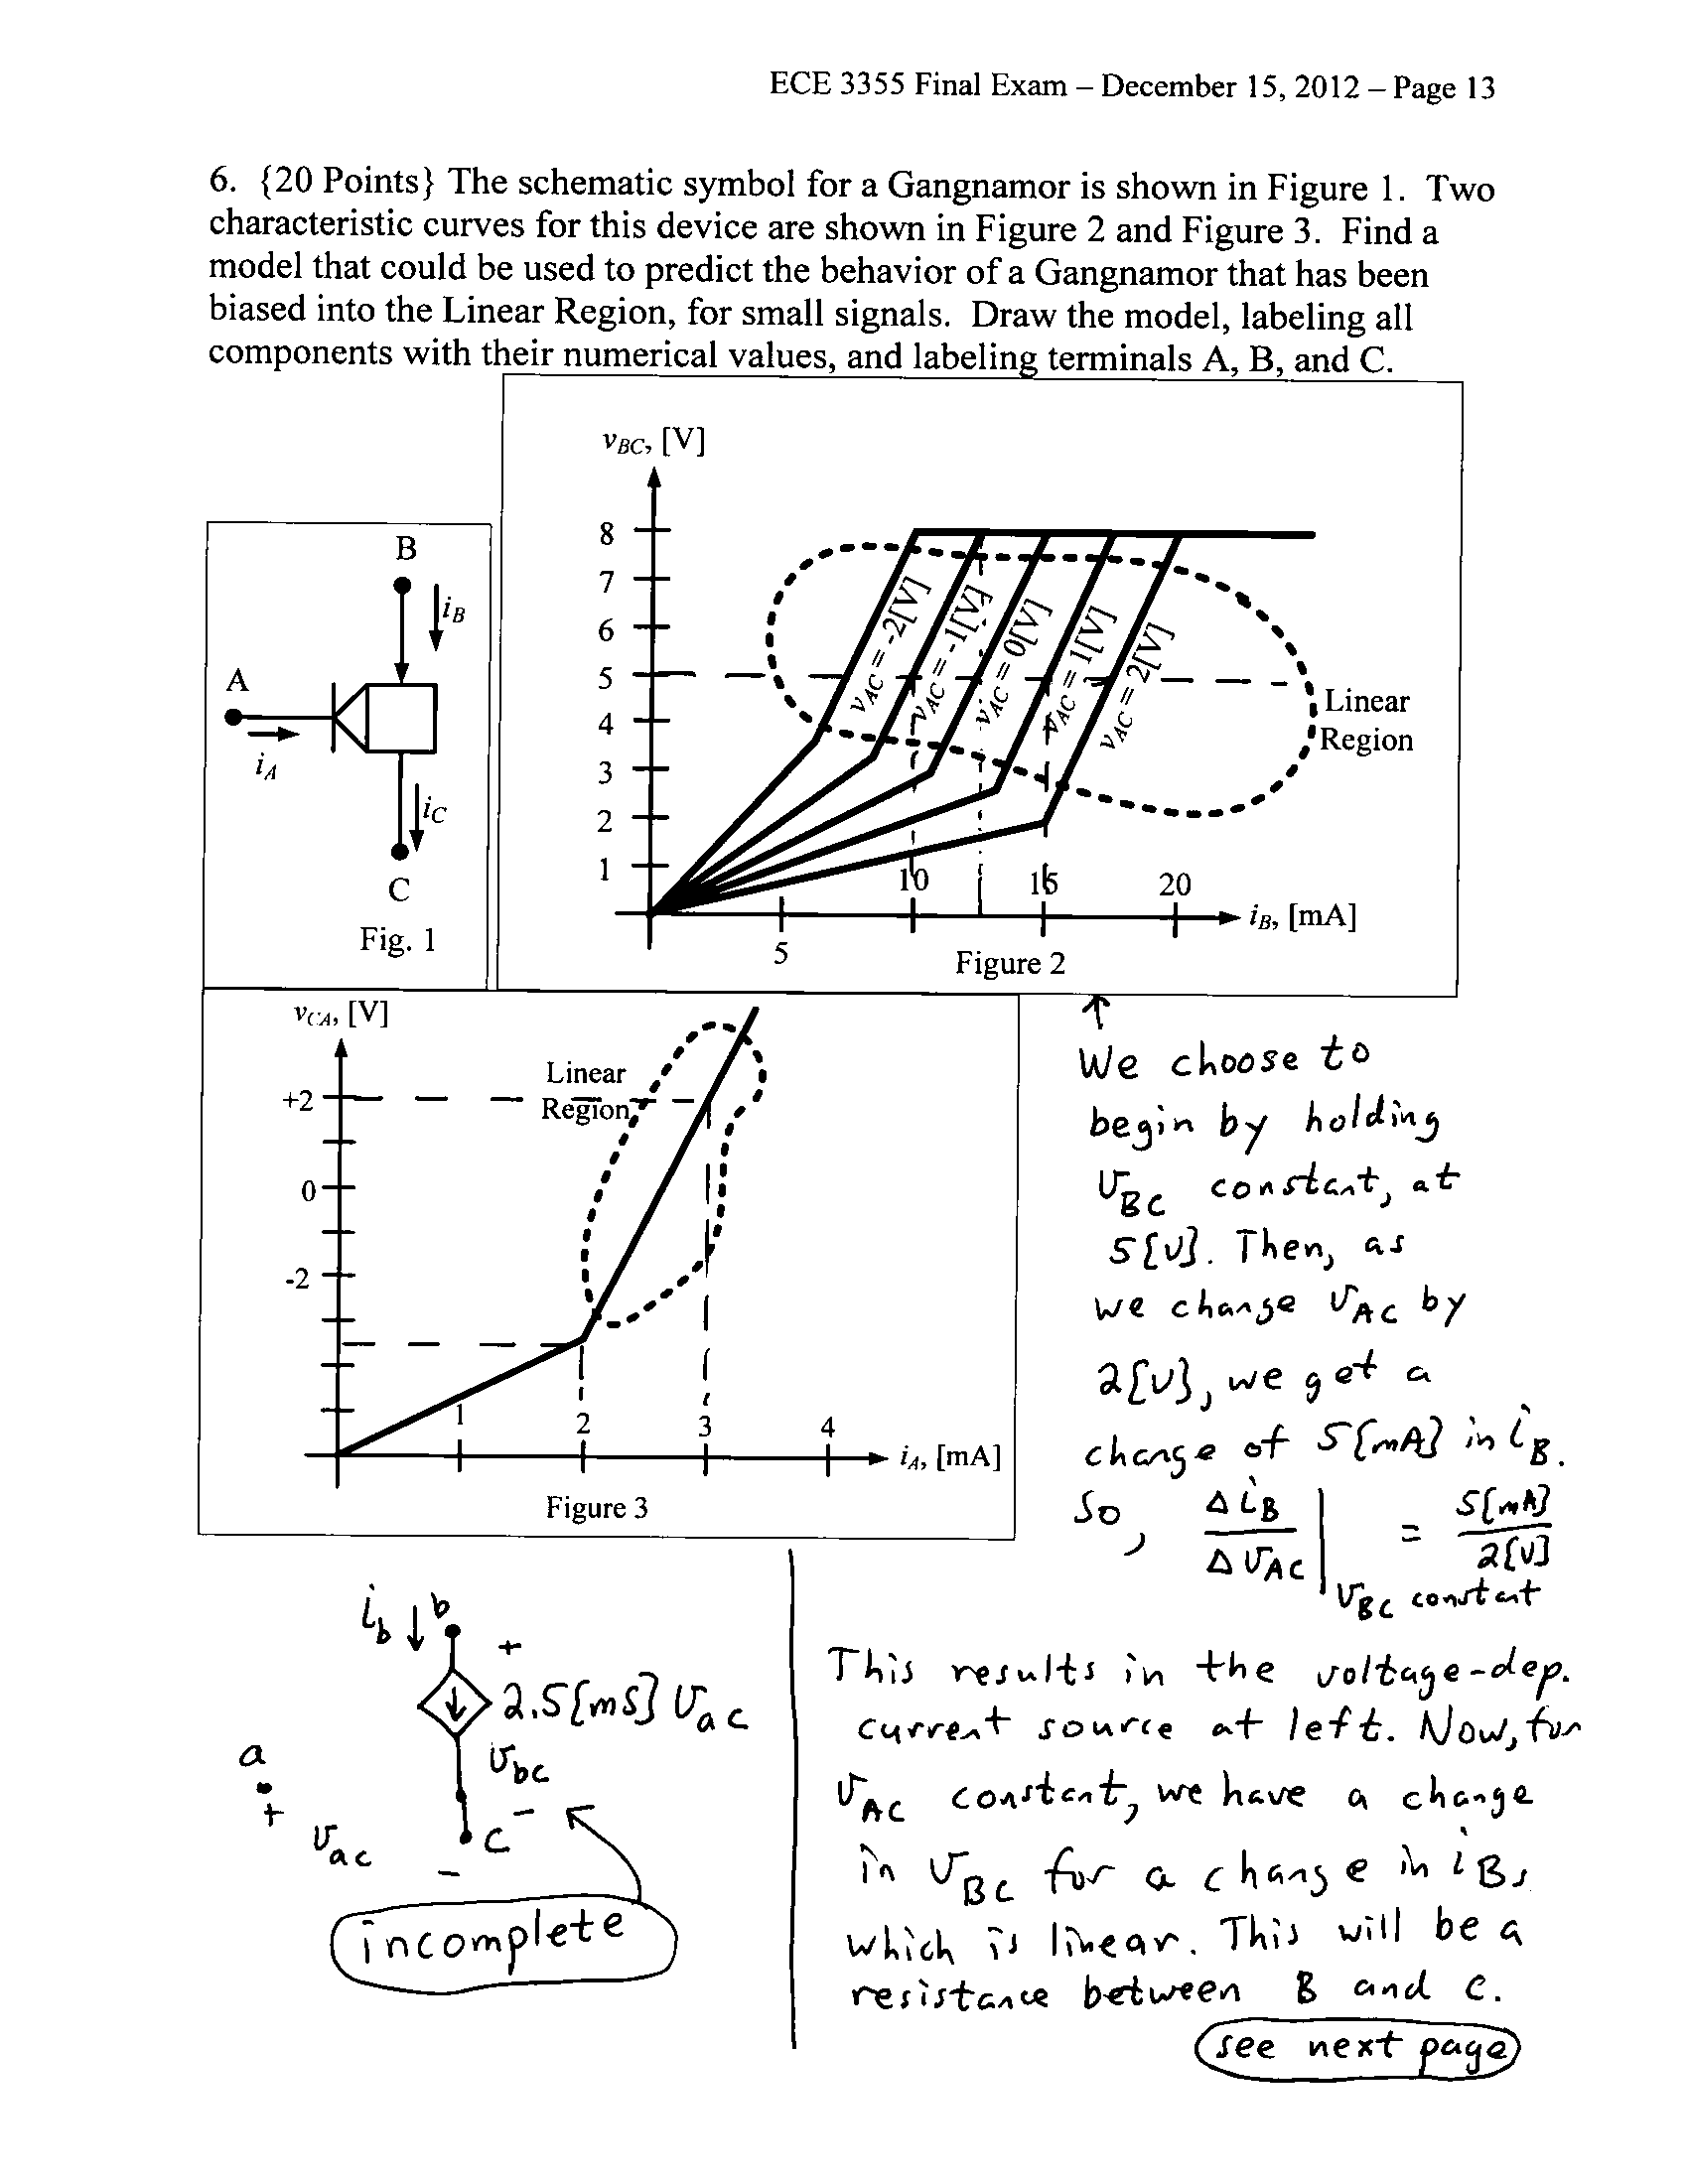 ECE 3355 Final Exam – December 15, 2012 – Page 13
6. {20 Points} The schematic symbol for a Gangnamor is shown in Figure 1. Two
characteristic curves for this device are shown in Figure 2 and Figure 3. Find a
model that could be used to predict the behavior of a Gangnamor that has been
biased into the Linear Region, for small signals. Draw the model, labeling all
components with their numerical values, and labeling terminals A, B, and C.
B
iB
A
iA
iC
C
Fig. 1
vBC, [V]
8
7
6
5
4
3
2
1
vAC = -2[V]
vAC = -1[V]
vAC = 0[V]
vAC = 1[V]
vAC = 2[V]
Linear
Region
5
10
15
20
iB, [mA]
Figure 2
vCA, [V]
Linear
Region
+2
0
-2
1
2
3
4
iA, [mA]
Figure 3
We choose to
begin by holding
vBC constant, at
5[V]. Then, as
we change vAC by
2[V], we get a
change of 5[mA] in iB.
So, ΔiB / ΔvAC | vBC constant = 5[mA] / 2[V]
ib
b
+
2.5[mS] vac
vbc
-
a
+
vac
-
c
incomplete
This results in the voltage-dep.
current source at left. Now, for
vAC constant, we have a change
in vBC for a change in iB,
which is linear. This will be a
resistance between B and C.
see next page